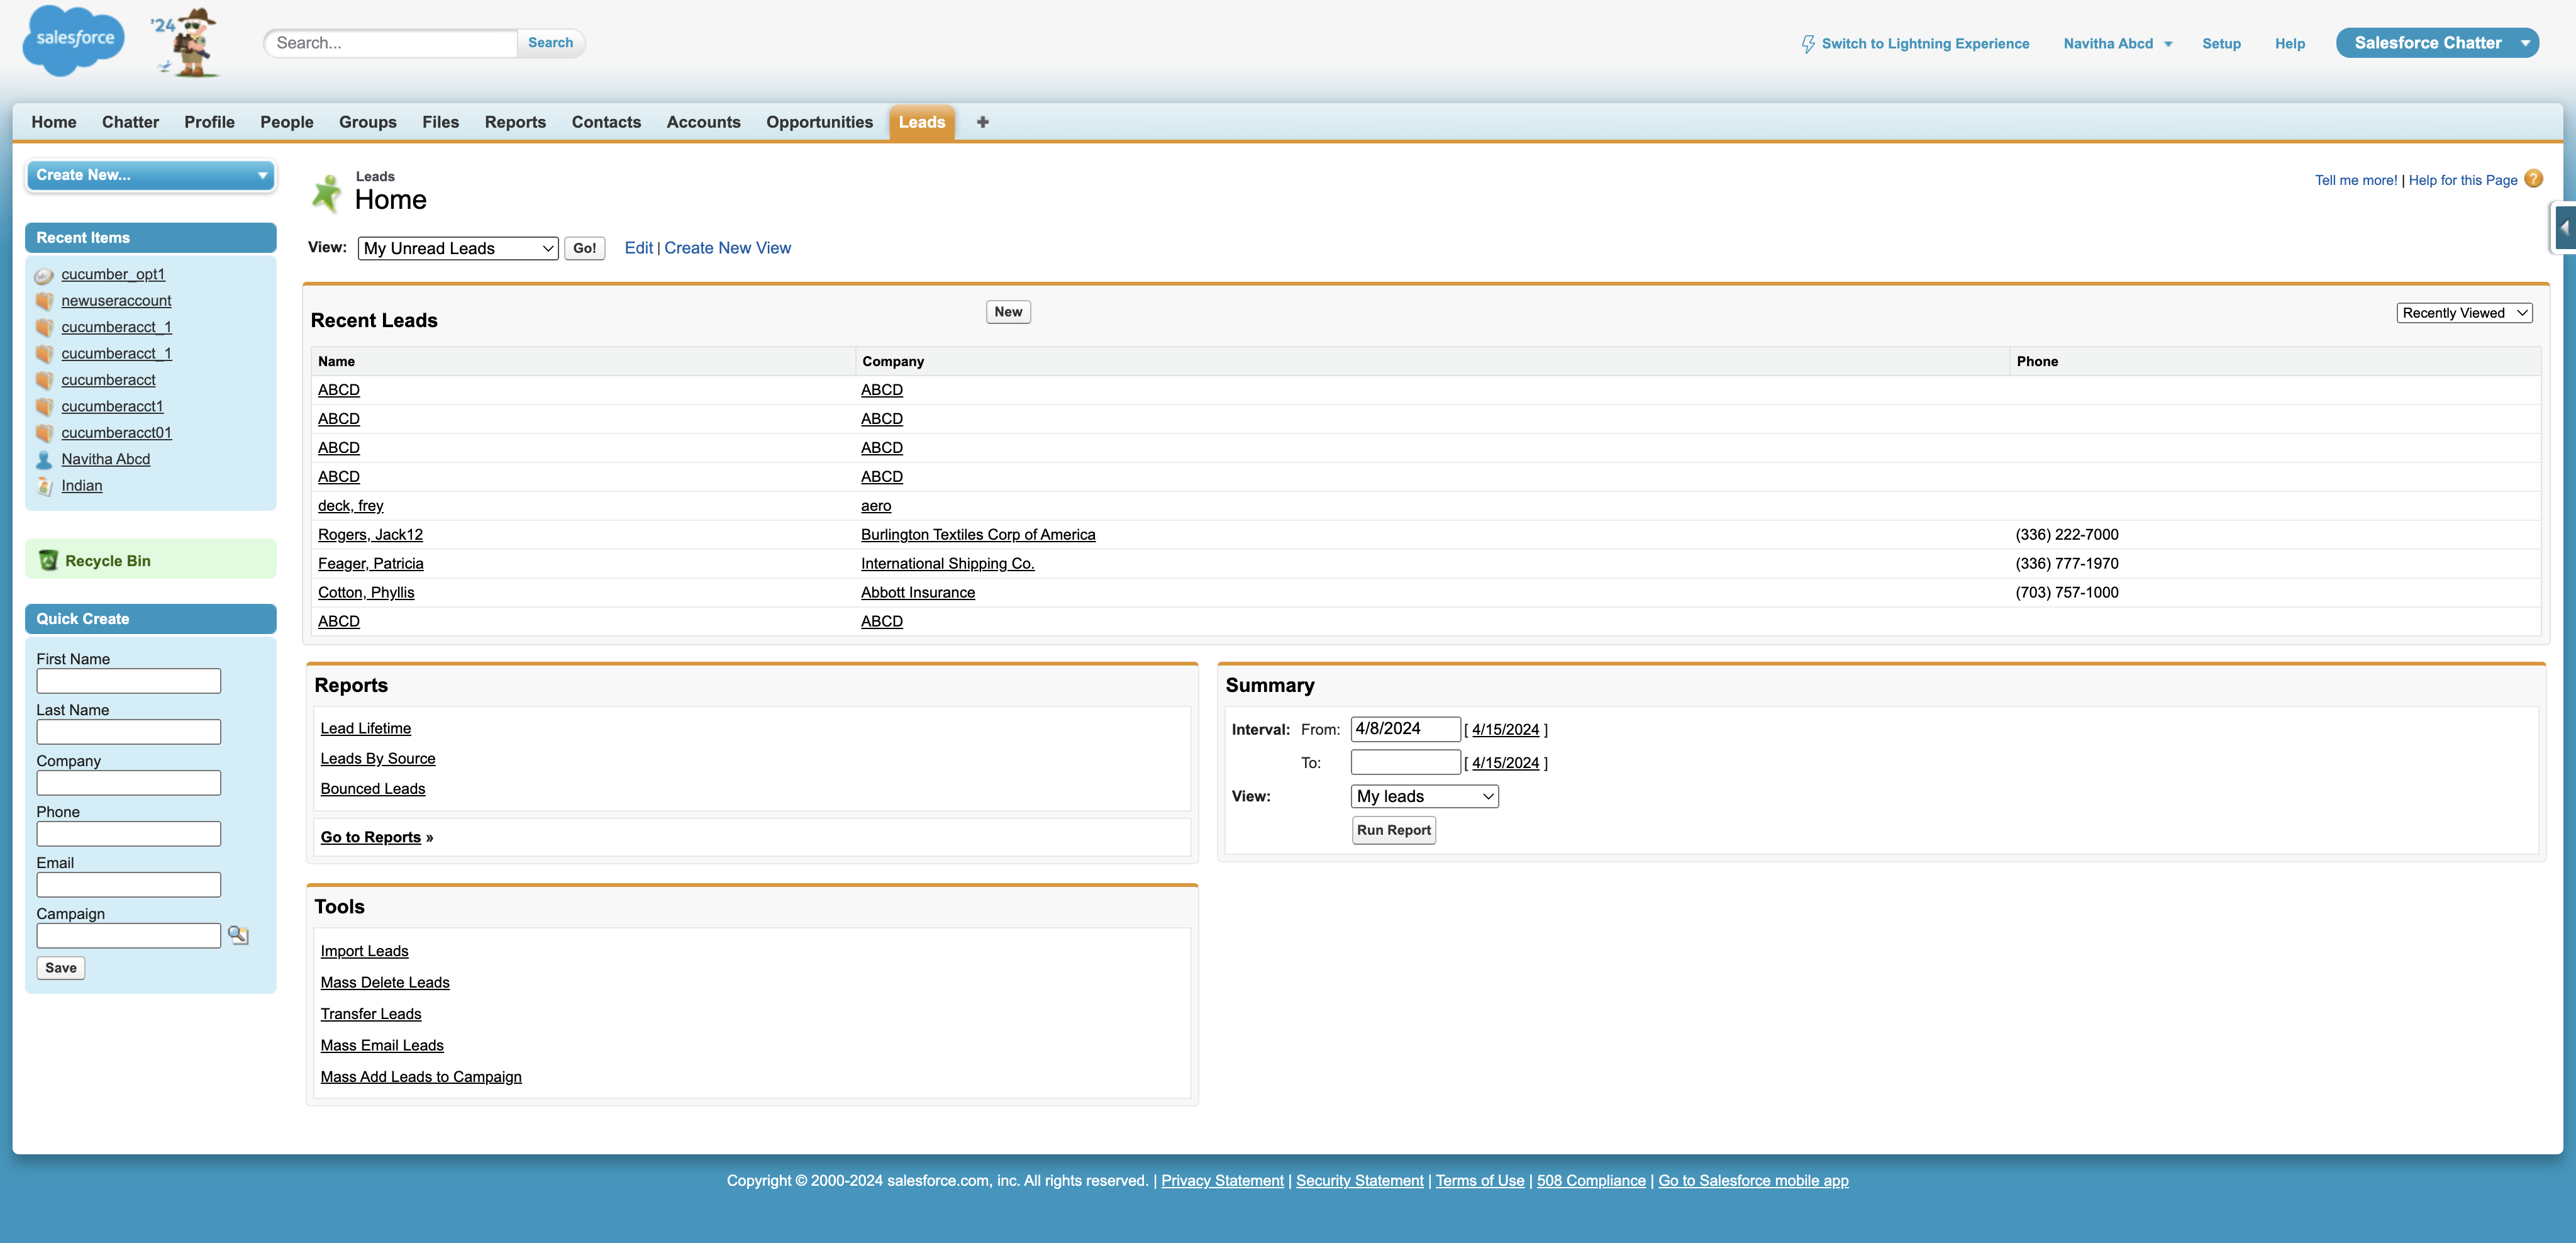 salesforce
'24
Search...
Search
Switch to Lightning Experience
Navitha Abcd
Setup
Help
Salesforce Chatter
Home
Chatter
Profile
People
Groups
Files
Reports
Contacts
Accounts
Opportunities
Leads
Create New...
Recent Items
cucumber_opt1
newuseraccount
cucumberacct_1
cucumberacct_1
cucumberacct
cucumberacct1
cucumberacct01
Navitha Abcd
Indian
Recycle Bin
Quick Create
First Name
Last Name
Company
Phone
Email
Campaign
Save
Leads
Home
Tell me more! | Help for this Page
View: My Unread Leads Go! Edit | Create New View
Recent Leads
New
Recently Viewed
Name Company Phone
ABCD ABCD
ABCD ABCD
ABCD ABCD
ABCD ABCD
deck, frey aero
Rogers, Jack12 Burlington Textiles Corp of America (336) 222-7000
Feager, Patricia International Shipping Co. (336) 777-1970
Cotton, Phyllis Abbott Insurance (703) 757-1000
ABCD ABCD
Reports
Lead Lifetime
Leads By Source
Bounced Leads
Go to Reports »
Summary
Interval: From: 4/8/2024 [ 4/15/2024 ]
To: [ 4/15/2024 ]
View: My leads
Run Report
Tools
Import Leads
Mass Delete Leads
Transfer Leads
Mass Email Leads
Mass Add Leads to Campaign
Copyright © 2000-2024 salesforce.com, inc. All rights reserved. | Privacy Statement | Security Statement | Terms of Use | 508 Compliance | Go to Salesforce mobile app